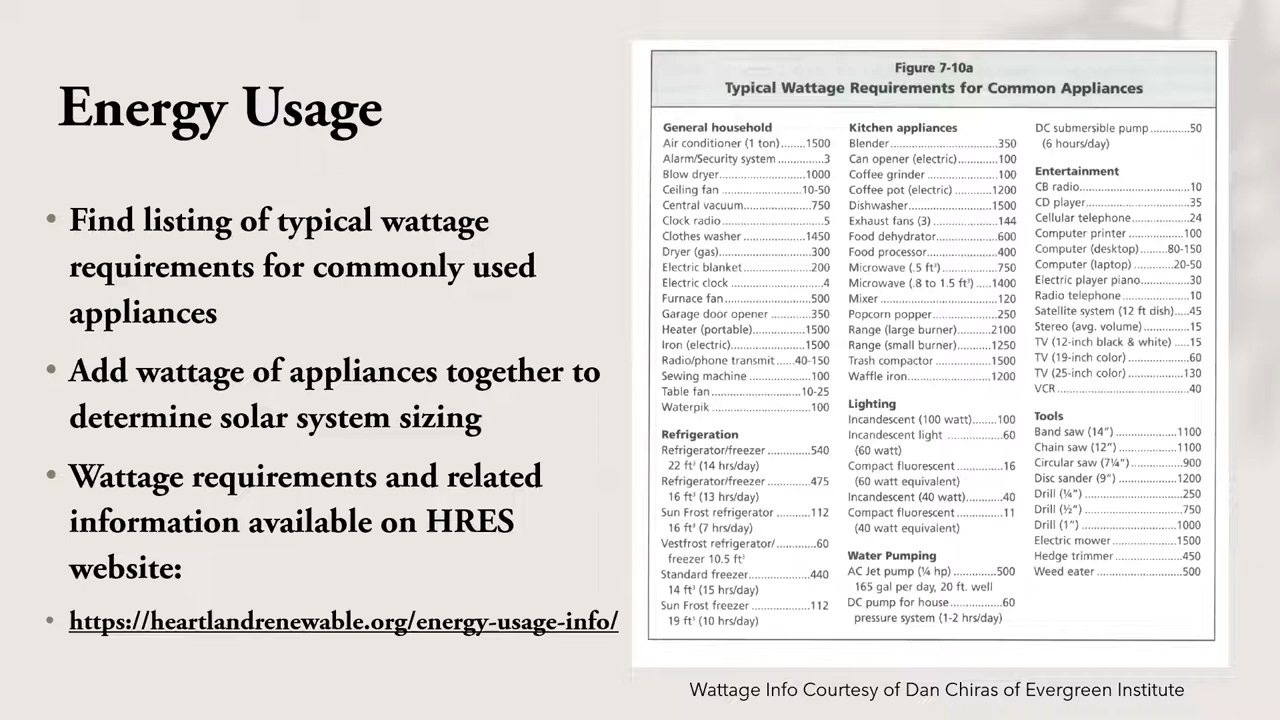 Energy Usage
• Find listing of typical wattage
requirements for commonly used
appliances
• Add wattage of appliances together to
determine solar system sizing
• Wattage requirements and related
information available on HRES
website:
• https://heartlandrenewable.org/energy-usage-info/
Figure 7-10a
Typical Wattage Requirements for Common Appliances
General household
Air conditioner (1 ton)........1500
Alarm/Security system ..............3
Blow dryer..........................1000
Ceiling fan ..........................10-50
Central vacuum......................750
Clock radio................................5
Clothes washer ....................1450
Dryer (gas)............................300
Electric blanket......................200
Electric clock ............................4
Furnace fan............................500
Garage door opener ..............350
Heater (portable)..................1500
Iron (electric)........................1500
Radio/phone transmit......40-150
Sewing machine ....................100
Table fan............................10-25
Waterpik ................................100
Refrigeration
Refrigerator/freezer................540
22 ft³ (14 hrs/day)
Refrigerator/freezer................475
16 ft³ (13 hrs/day)
Sun Frost refrigerator ............112
16 ft³ (7 hrs/day)
Vestfrost refrigerator/..............60
freezer 10.5 ft³
Standard freezer....................440
14 ft³ (15 hrs/day)
Sun Frost freezer ..................112
19 ft³ (10 hrs/day)
Kitchen appliances
Blender..................................350
Can opener (electric)..............100
Coffee grinder ......................100
Coffee pot (electric) ............1200
Dishwasher..........................1500
Exhaust fans (3) ....................144
Food dehydrator....................600
Food processor......................400
Microwave (.5 ft³) ................750
Microwave (.8 to 1.5 ft³) ....1400
Mixer ....................................120
Popcorn popper....................250
Range (large burner)............2100
Range (small burner)............1250
Trash compactor ..................1500
Waffle iron..........................1200
Lighting
Incandescent (100 watt)........100
Incandescent light ..................60
(60 watt)
Compact fluorescent ..............16
(60 watt equivalent)
Incandescent (40 watt)............40
Compact fluorescent ..............11
(40 watt equivalent)
Water Pumping
AC Jet pump (¼ hp) ..............500
165 gal per day, 20 ft. well
DC pump for house................60
pressure system (1-2 hrs/day)
DC submersible pump ............50
(6 hours/day)
Entertainment
CB radio................................10
CD player..............................35
Cellular telephone..................24
Computer printer ................100
Computer (desktop)........80-150
Computer (laptop) ............20-50
Electric player piano..............30
Radio telephone....................10
Satellite system (12 ft dish)....45
Stereo (avg. volume)..............15
TV (12-inch black & white) ....15
TV (19-inch color) ................60
TV (25-inch color) ..............130
VCR ......................................40
Tools
Band saw (14”) ..................1100
Chain saw (12”) ................1100
Circular saw (7¼”)................900
Disc sander (9”)..................1200
Drill (¼”) ............................250
Drill (½”) ............................750
Drill (1”) ............................1000
Electric mower....................1500
Hedge trimmer ....................450
Weed eater ..........................500
Wattage Info Courtesy of Dan Chiras of Evergreen Institute